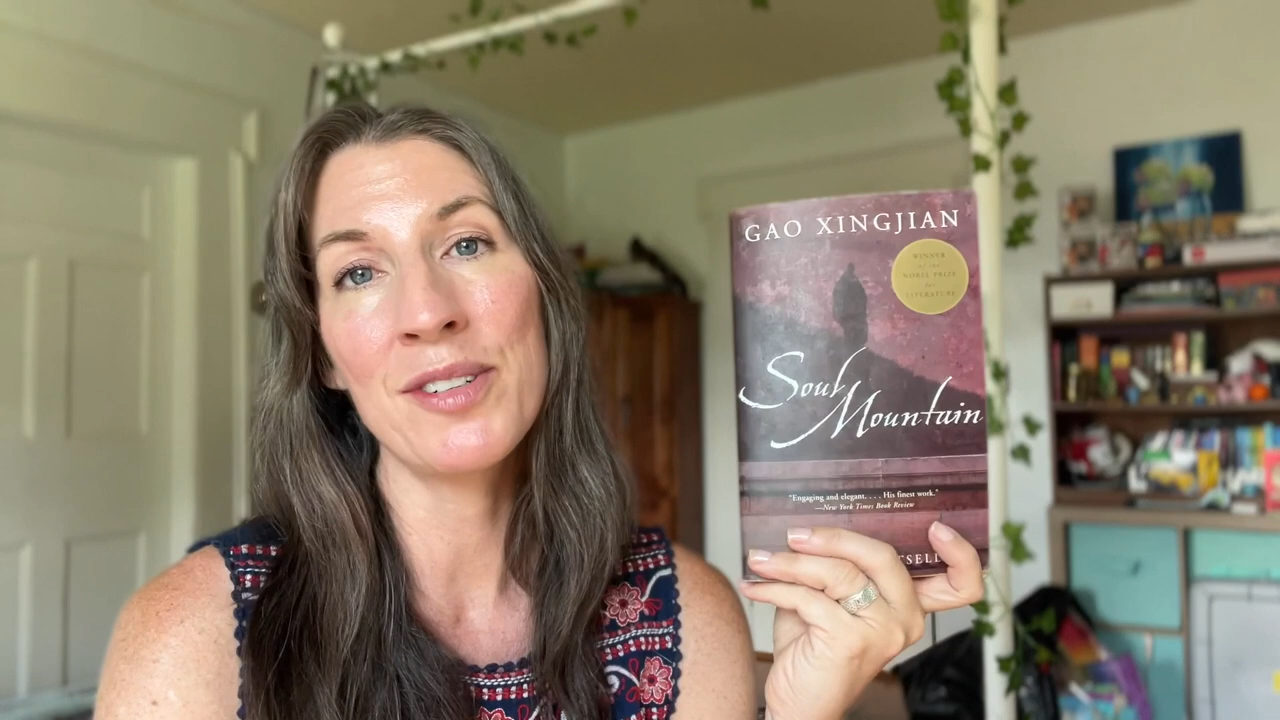 GAO XINGJIAN
WINNER
of the
NOBEL PRIZE
for
LITERATURE
Soul
Mountain
"Engaging and elegant. . . . His finest work."
—New York Times Book Review